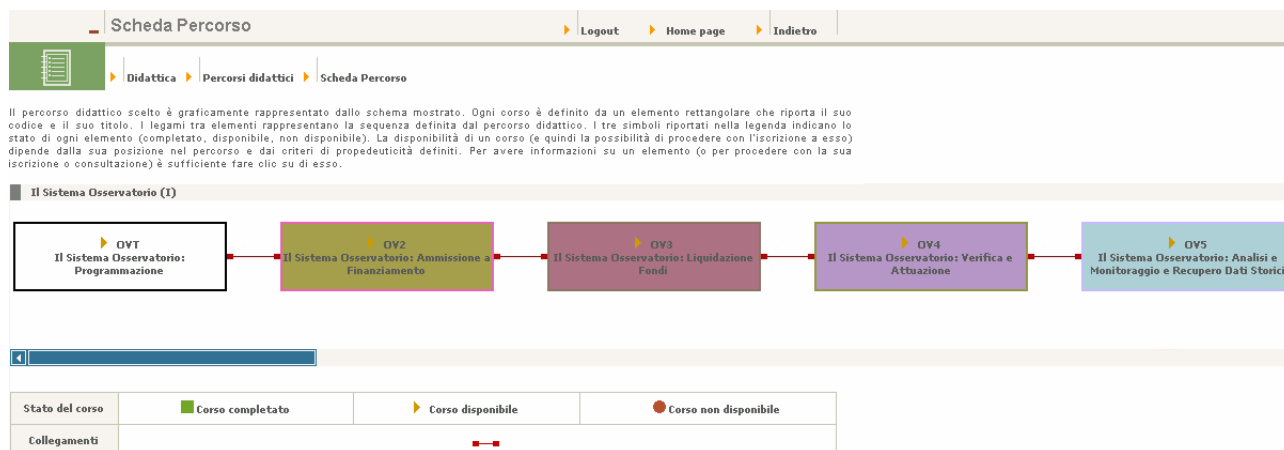 Scheda Percorso
Logout Home page Indietro
Didattica Percorsi didattici Scheda Percorso
Il percorso didattico scelto è graficamente rappresentato dallo schema mostrato. Ogni corso è definito da un elemento rettangolare che riporta il suo
codice e il suo titolo. I legami tra elementi rappresentano la sequenza definita dal percorso didattico. I tre simboli riportati nella legenda indicano lo
stato di ogni elemento (completato, disponibile, non disponibile). La disponibilità di un corso (e quindi la possibilità di procedere con l'iscrizione a esso)
dipende dalla sua posizione nel percorso e dai criteri di propedeuticità definiti. Per avere informazioni su un elemento (o per procedere con la sua
iscrizione o consultazione) è sufficiente fare clic su di esso.
Il Sistema Osservatorio (I)
OVT
Il Sistema Osservatorio:
Programmazione
OV2
Il Sistema Osservatorio: Ammissione a
Finanziamento
OV3
Il Sistema Osservatorio: Liquidazione
Fondi
OV4
Il Sistema Osservatorio: Verifica e
Attuazione
OV5
Il Sistema Osservatorio: Analisi e
Monitoraggio e Recupero Dati Storici
Stato del corso Corso completato Corso disponibile Corso non disponibile
Collegamenti